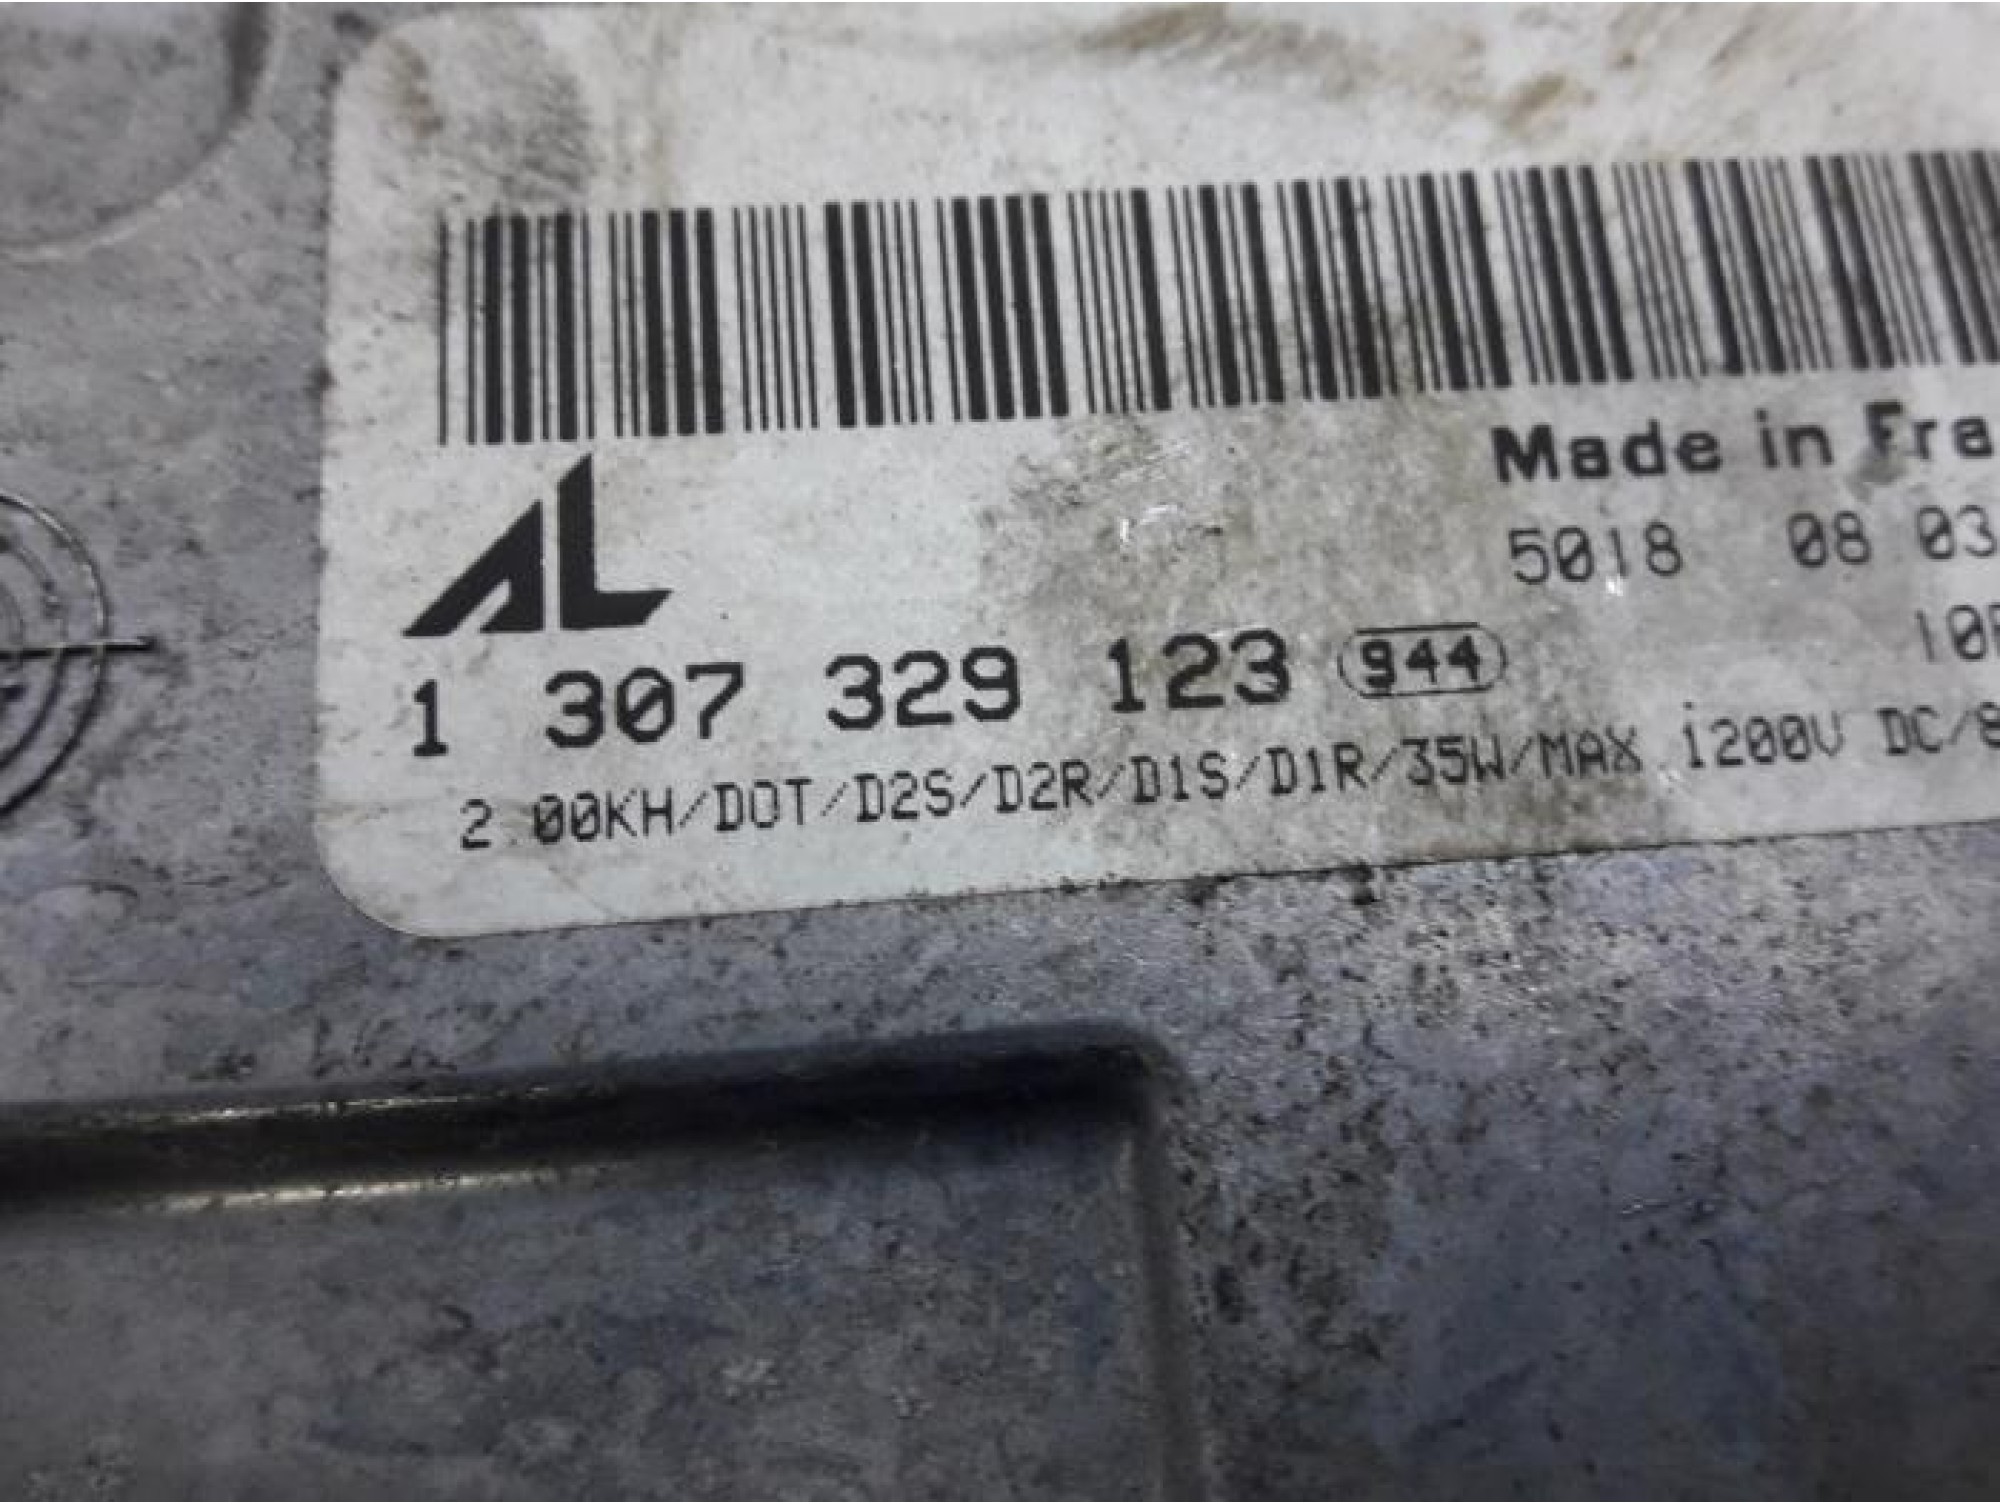 Made in Fra
5018 08 03
AL
10R
1 307 329 123 944
2.00KH/DOT/D2S/D2R/D1S/D1R/35W/MAX 1200V DC/8